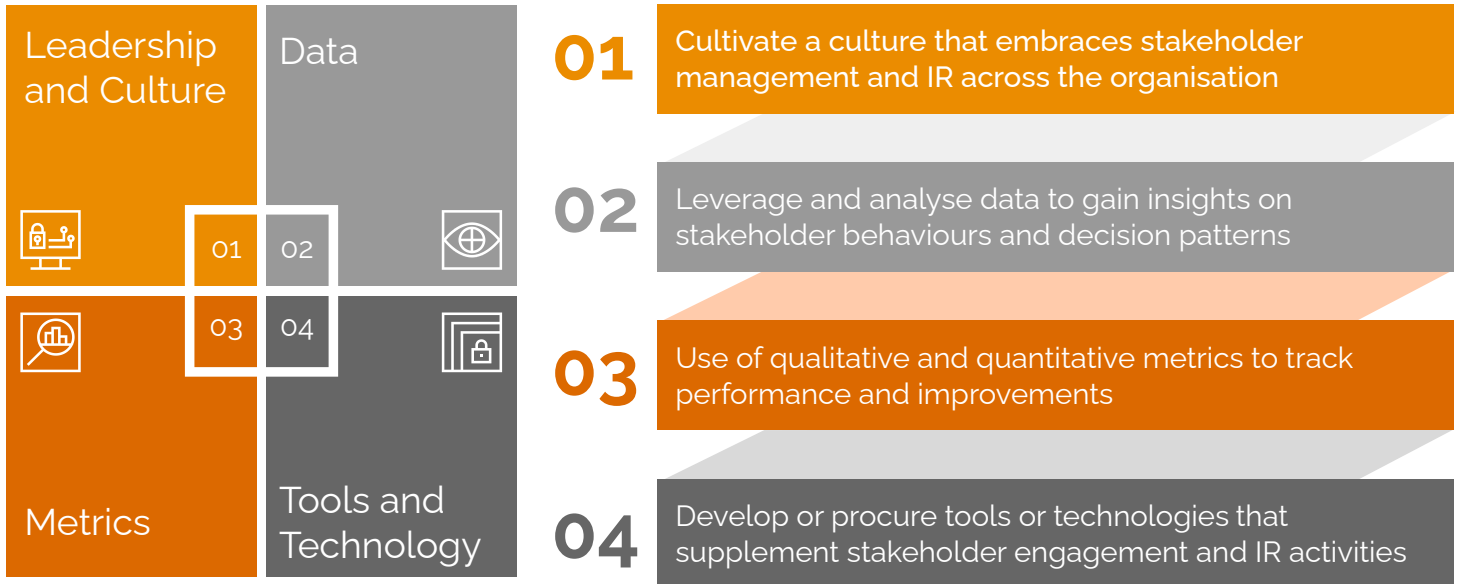 Leadership
and Culture
Data
01
02
03
04
Metrics
Tools and
Technology
01
Cultivate a culture that embraces stakeholder
management and IR across the organisation
02
Leverage and analyse data to gain insights on
stakeholder behaviours and decision patterns
03
Use of qualitative and quantitative metrics to track
performance and improvements
04
Develop or procure tools or technologies that
supplement stakeholder engagement and IR activities